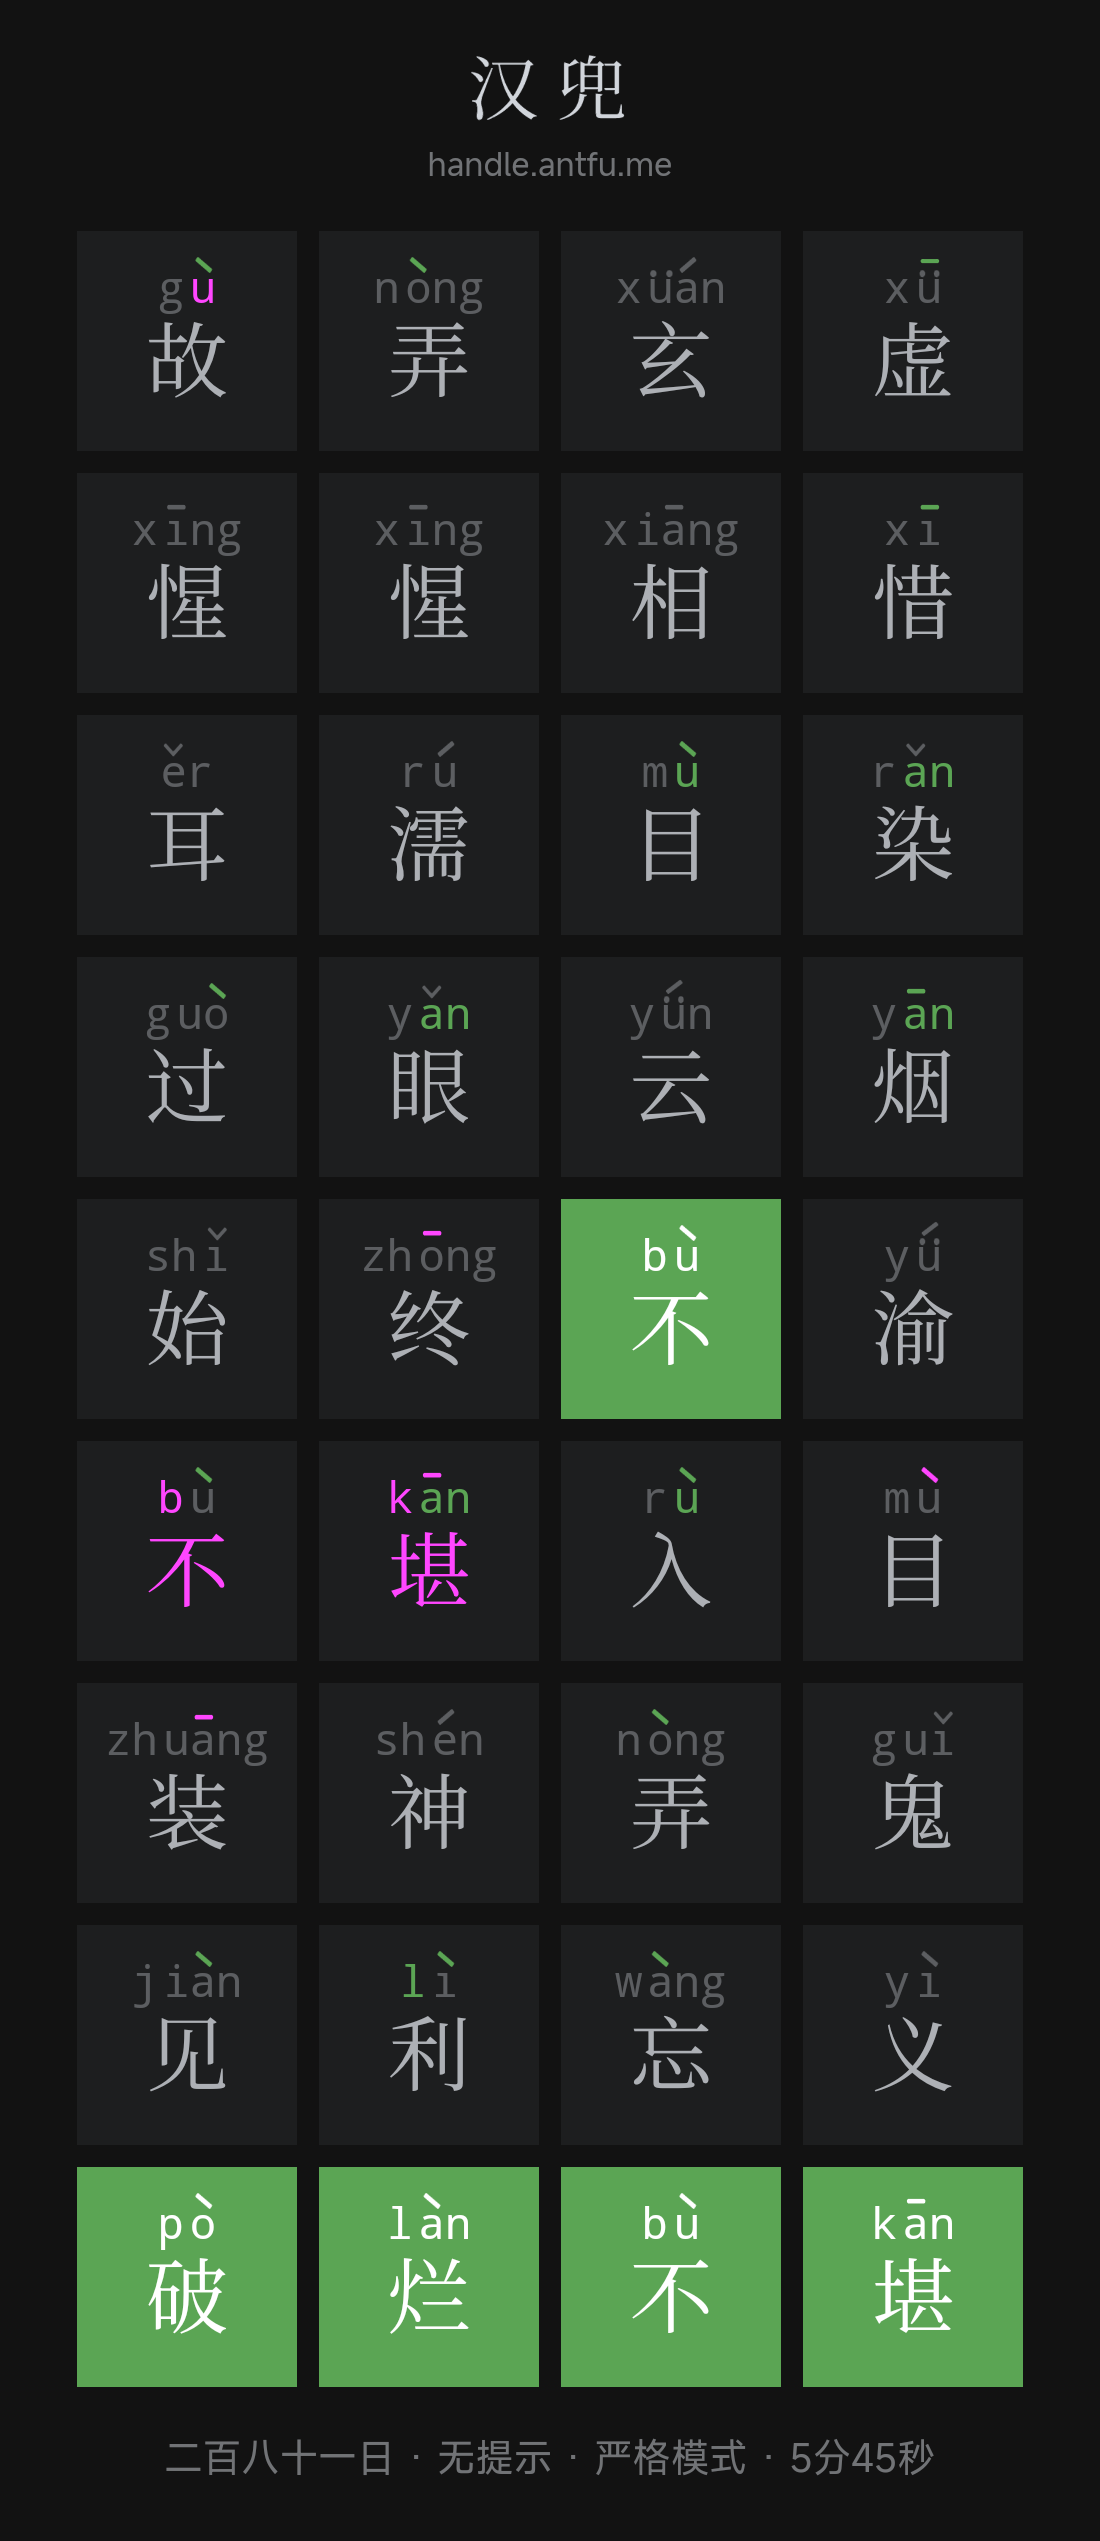 汉兜
handle.antfu.me
gù nòng xüán xǖ
故 弄 玄 虚
xīng xīng xiāng xī
惺 惺 相 惜
ěr rú mù rǎn
耳 濡 目 染
guò yǎn yǘn yān
过 眼 云 烟
shǐ zhōng bù yǘ
始 终 不 渝
bù kān rù mù
不 堪 入 目
zhuāng shén nòng guǐ
装 神 弄 鬼
jiàn lì wàng yì
见 利 忘 义
pò làn bù kān
破 烂 不 堪
二百八十一日 · 无提示 · 严格模式 · 5分45秒